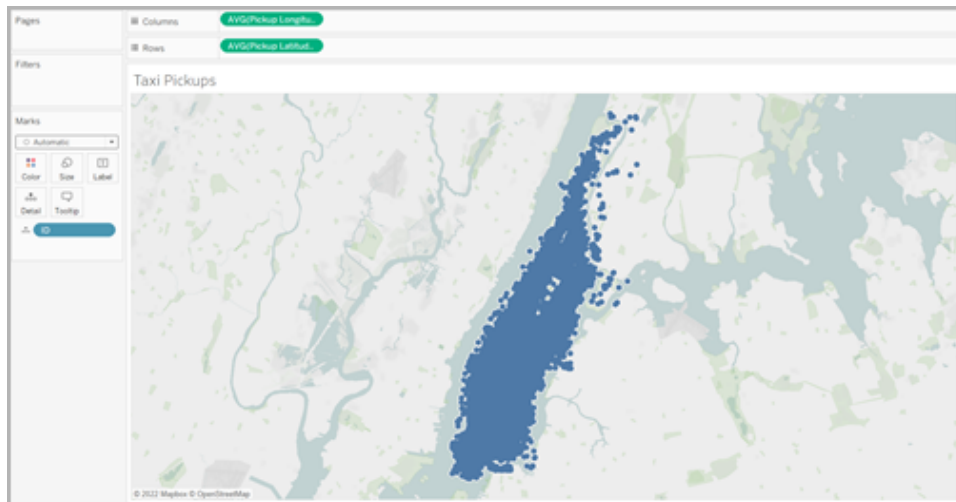 Pages
Columns
AVG(Pickup Longitu..
Rows
AVG(Pickup Latitud..
Filters
Taxi Pickups
Marks
Automatic
Color Size Label
Detail Tooltip
ID
© 2022 Mapbox © OpenStreetMap